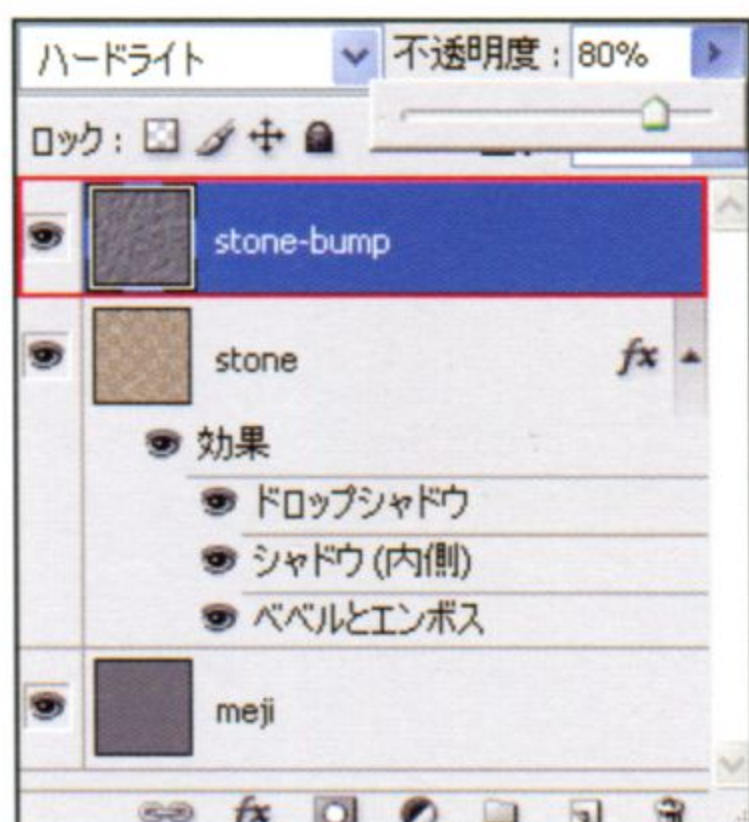 ハードライト 不透明度 : 80%
ロック :
stone-bump
stone fx
効果
ドロップシャドウ
シャドウ (内側)
ベベルとエンボス
meji
fx